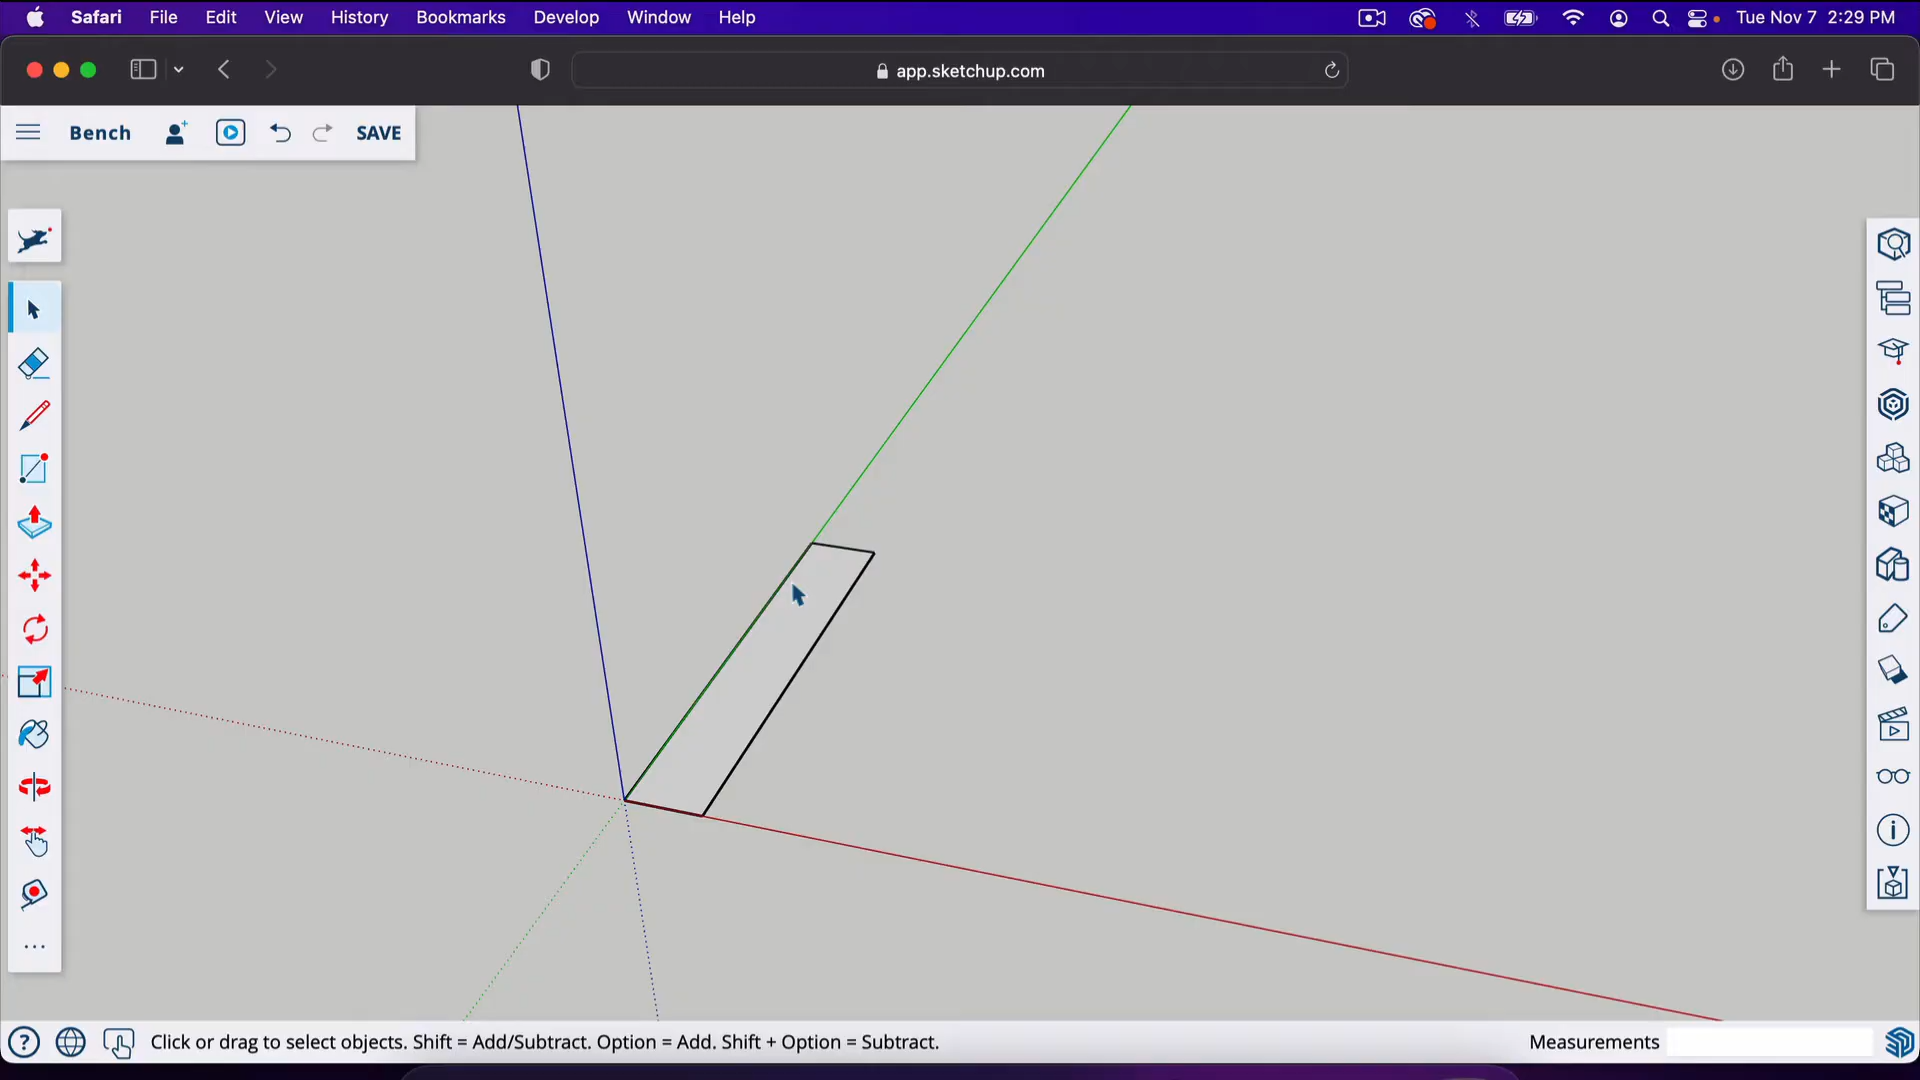 Safari File Edit View History Bookmarks Develop Window Help Tue Nov 7 2:29 PM
app.sketchup.com
Bench SAVE
Click or drag to select objects. Shift = Add/Subtract. Option = Add. Shift + Option = Subtract. Measurements